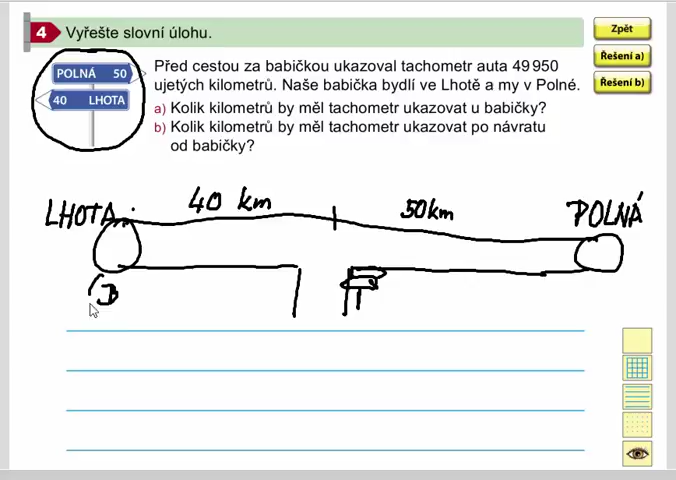 4 Vyřešte slovní úlohu.
Zpět
Řešení a)
Řešení b)
POLNÁ 50
40 LHOTA
Před cestou za babičkou ukazoval tachometr auta 49 950
ujetých kilometrů. Naše babička bydlí ve Lhotě a my v Polné.
a) Kolik kilometrů by měl tachometr ukazovat u babičky?
b) Kolik kilometrů by měl tachometr ukazovat po návratu
od babičky?
LHOTA 40 km 50 km POLNÁ
B